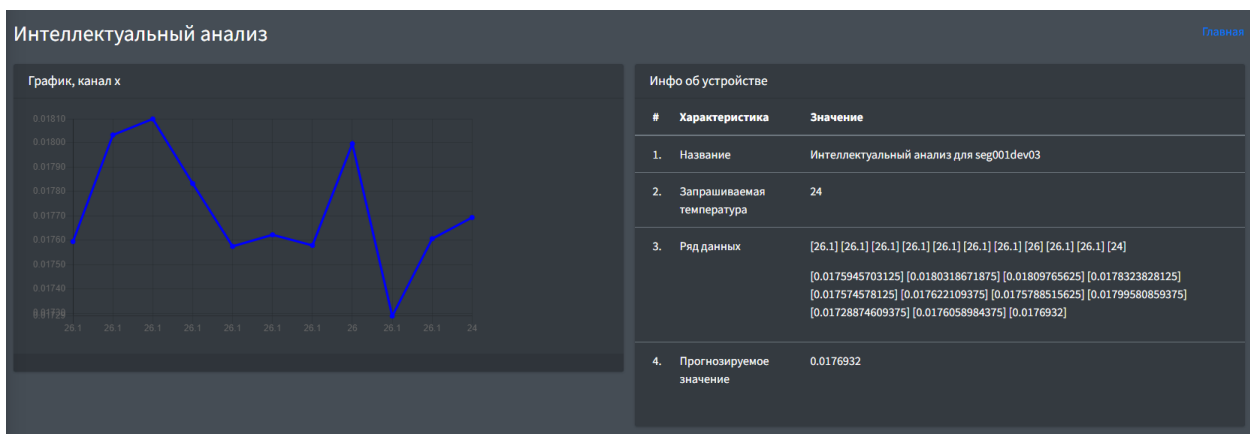 Интеллектуальный анализ
Главная
График, канал x
0.01810
0.01800
0.01790
0.01780
0.01770
0.01760
0.01750
0.01740
26.1 26.1 26.1 26.1 26.1 26.1 26.1 26 26.1 26.1 24
Инфо об устройстве
# Характеристика Значение
1. Название Интеллектуальный анализ для seg001dev03
2. Запрашиваемая 24
температура
3. Ряд данных [26.1] [26.1] [26.1] [26.1] [26.1] [26.1] [26.1] [26] [26.1] [26.1] [24]
[0.0175945703125] [0.0180318671875] [0.01809765625] [0.0178323828125]
[0.017574578125] [0.017622109375] [0.0175788515625] [0.01799580859375]
[0.01728874609375] [0.0176058984375] [0.0176932]
4. Прогнозируемое 0.0176932
значение